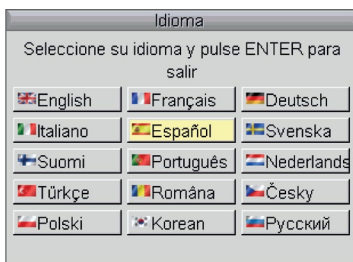 Idioma
Seleccione su idioma y pulse ENTER para
salir
English Français Deutsch
Italiano Español Svenska
Suomi Português Nederlands
Türkçe Româna Česky
Polski Korean Русский